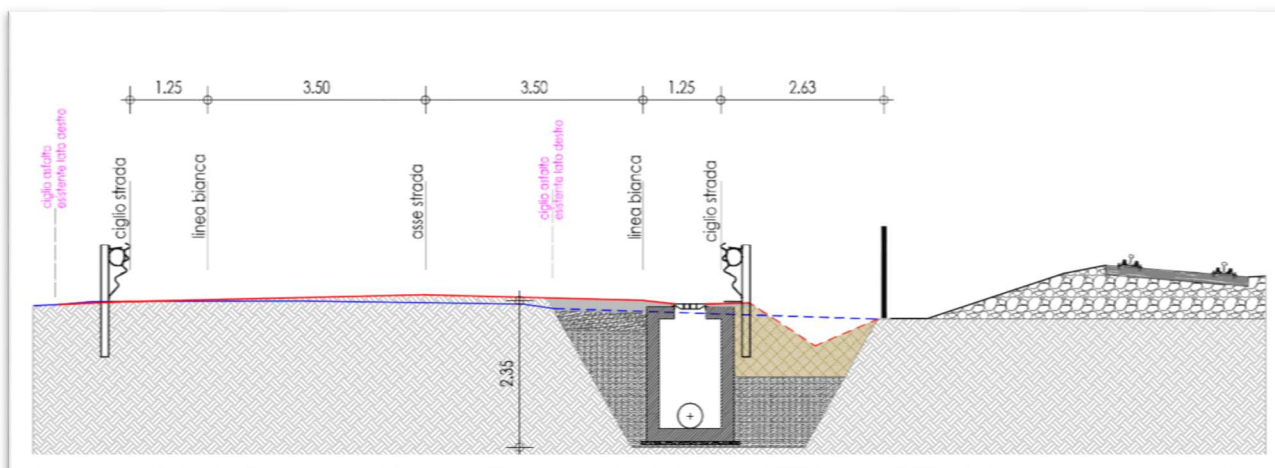 1.25
3.50
3.50
1.25
2.63
ciglio asfalto
esistente lato destro
ciglio strada
linea bianca
asse strada
ciglio asfalto
esistente lato destro
linea bianca
ciglio strada
2.35